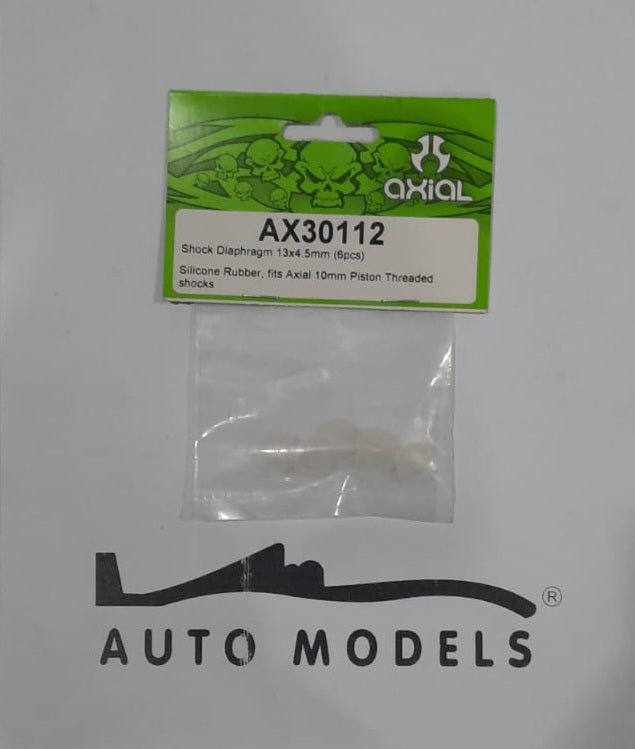 axial
AX30112
Shock Diaphragm 13x4.5mm (6pcs)
Silicone Rubber, fits Axial 10mm Piston Threaded
shocks
®
AUTO MODELS